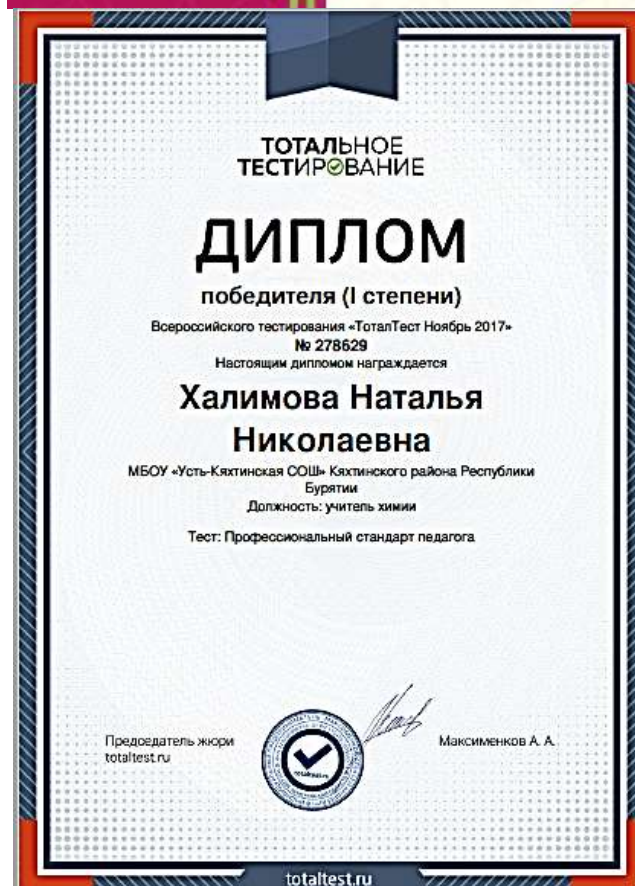 ТОТАЛЬНОЕ
ТЕСТИРОВАНИЕ
ДИПЛОМ
победителя (I степени)
Всероссийского тестирования «ТоталТест Ноябрь 2017»
№ 278629
Настоящим дипломом награждается
Халимова Наталья
Николаевна
МБОУ «Усть-Кяхтинская СОШ» Кяхтинского района Республики
Бурятии
Должность: учитель химии
Тест: Профессиональный стандарт педагога
Председатель жюри
totaltest.ru
Максименков А. А.
totaltest.ru
totaltest.ru